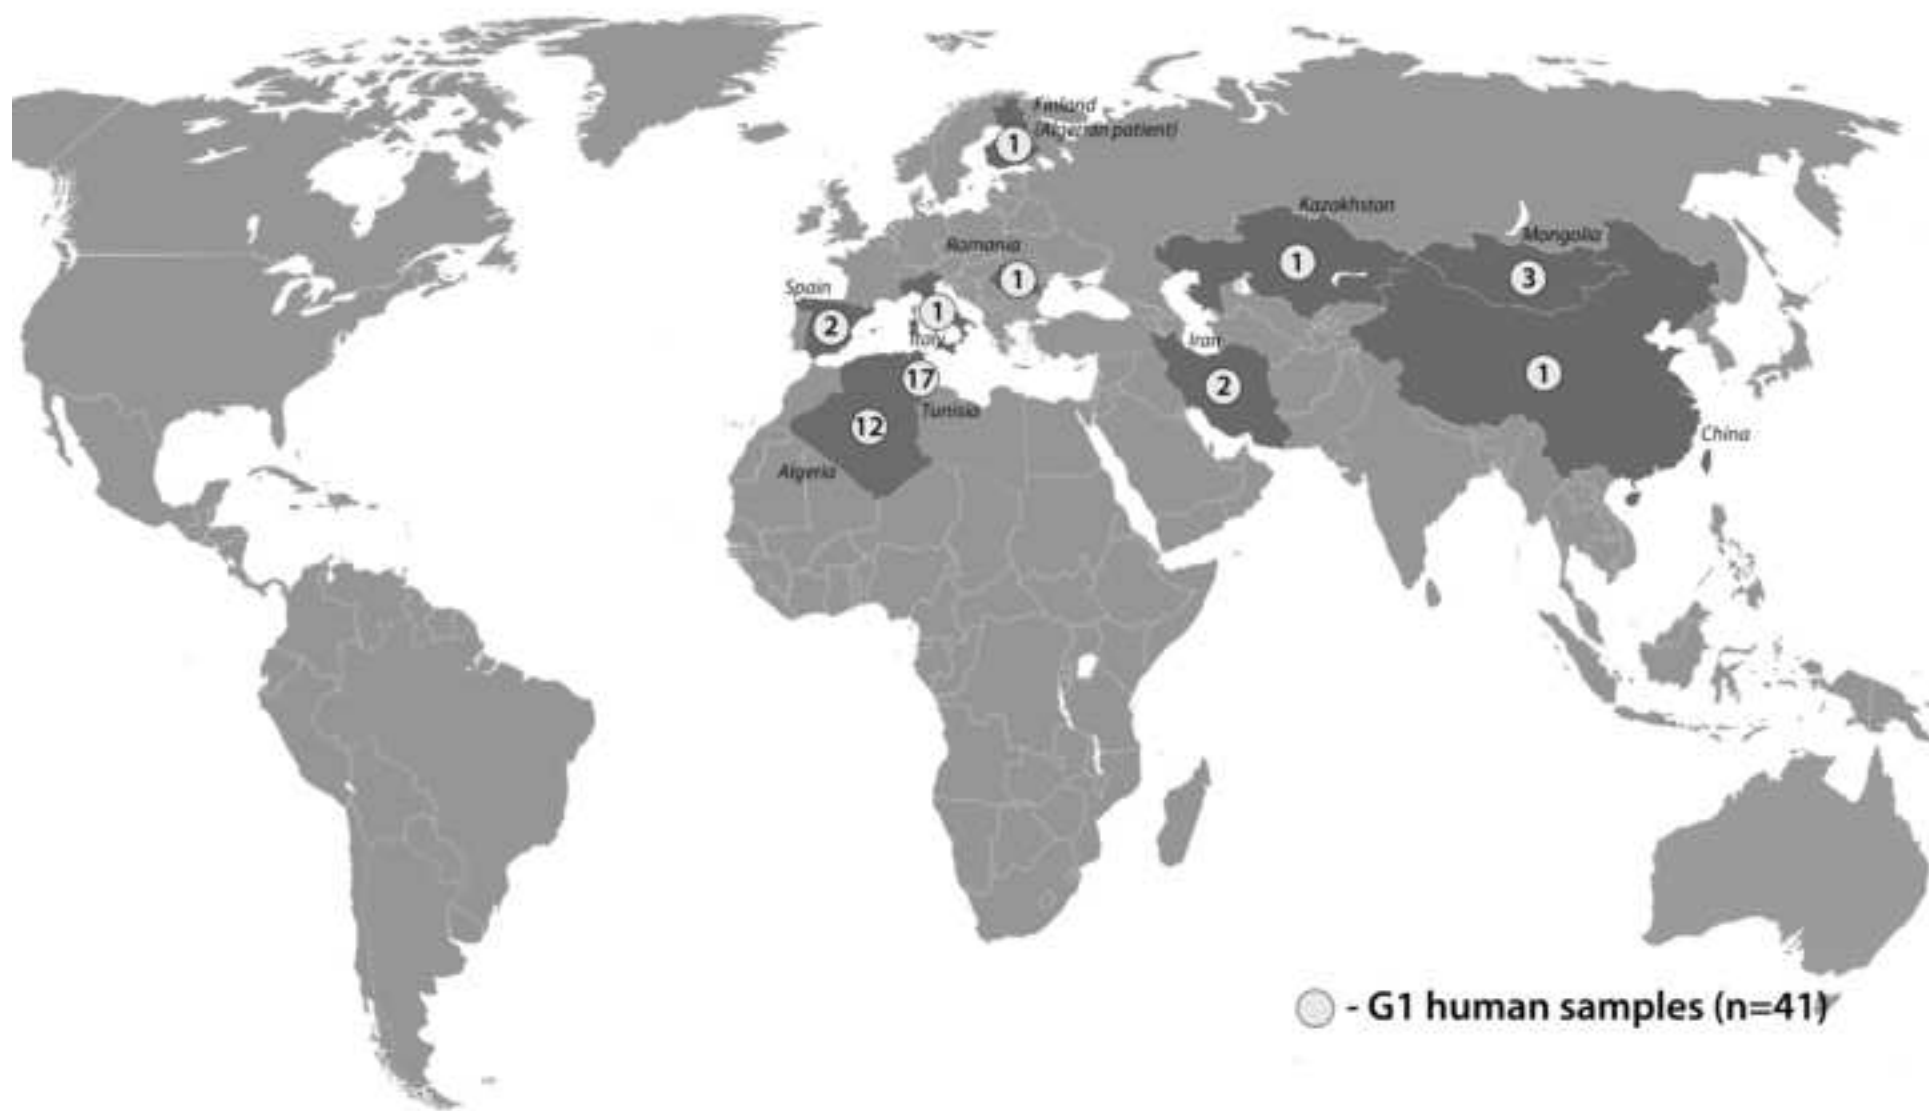 Finland
(Algerian patient)
1
Kazakhstan
Mongolia
Romania
1
3
1
Spain
1
2
Italy
Iran
17
2
1
Tunisia
12
China
Algeria
- G1 human samples (n=41)